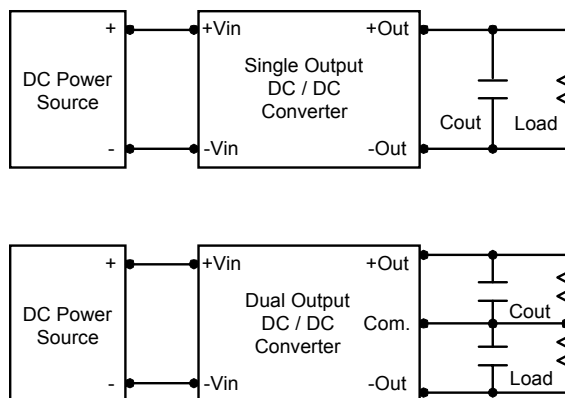 +
+Vin
+Out
DC Power
Source
Single Output
DC / DC
Converter
Cout
Load
-
-Vin
-Out
+
+Vin
+Out
DC Power
Source
Dual Output
DC / DC
Converter
Com.
Cout
Load
-
-Vin
-Out